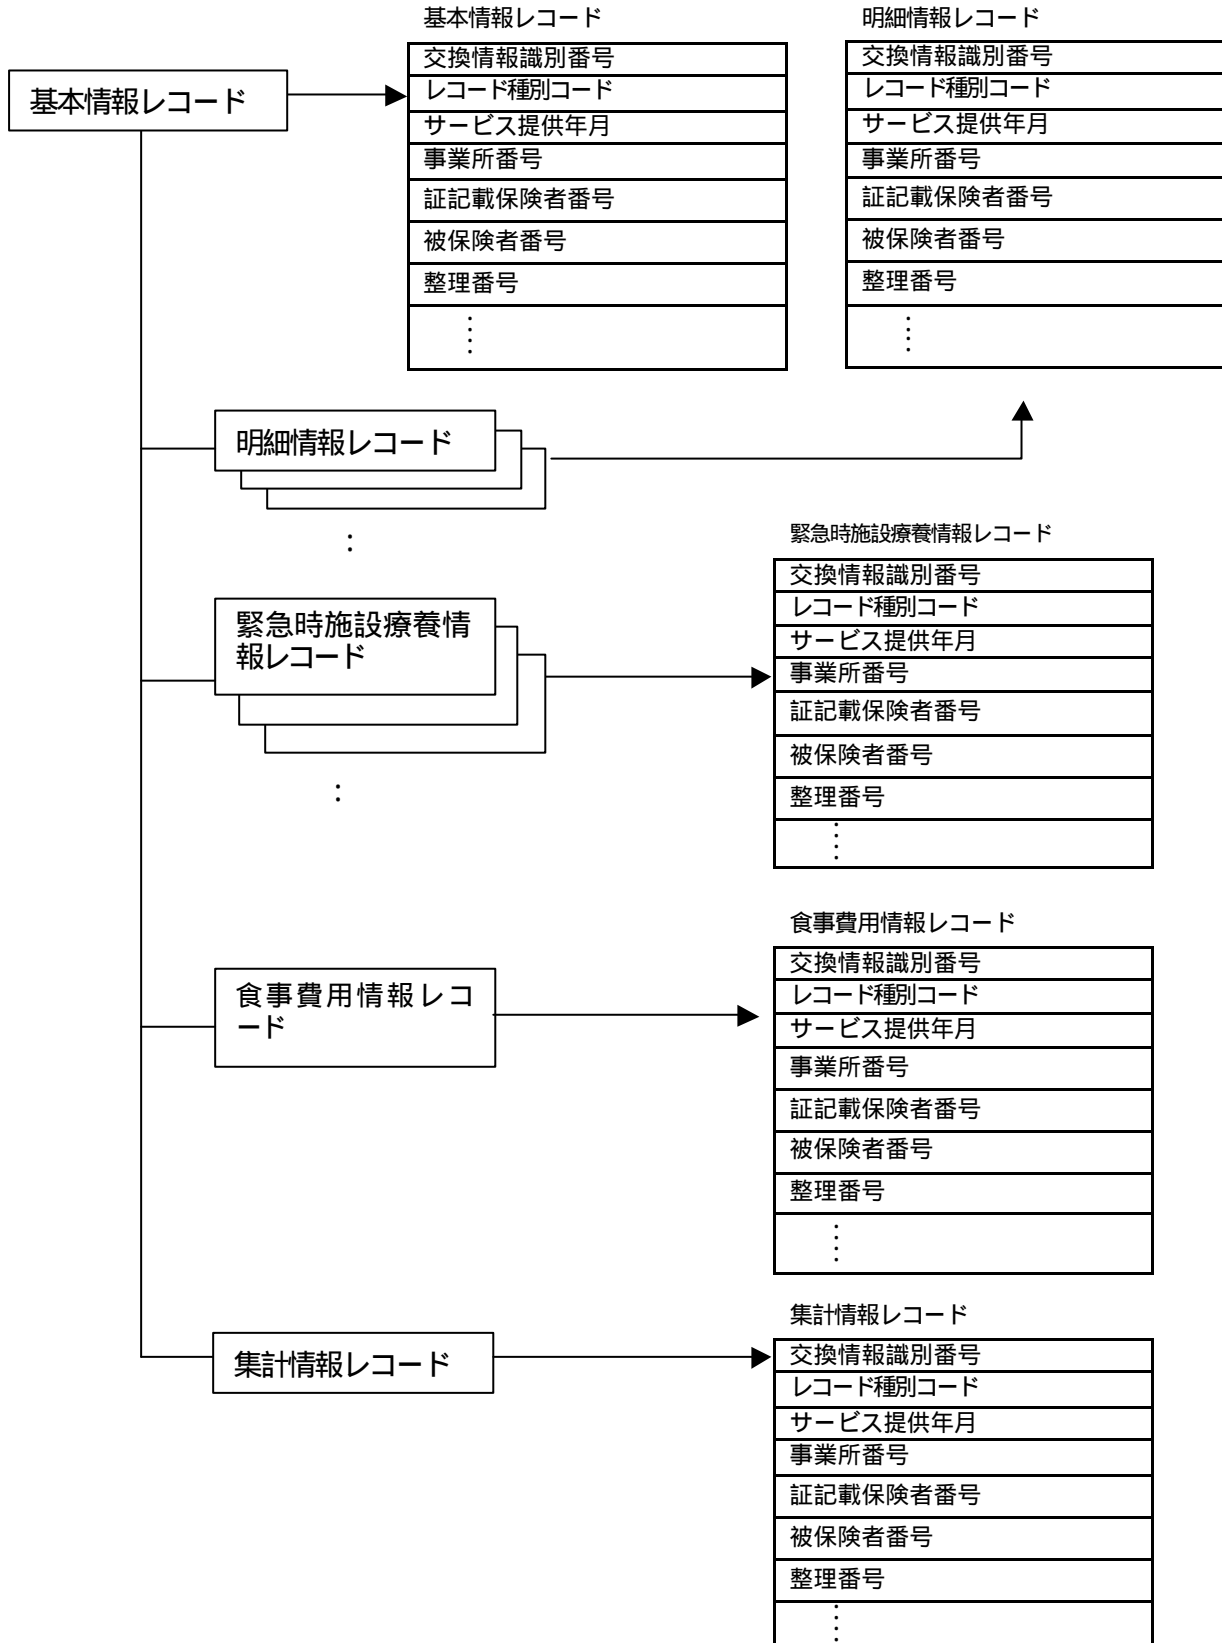 基本情報レコード
基本情報レコード
交換情報識別番号
レコード種別コード
サービス提供年月
事業所番号
証記載保険者番号
被保険者番号
整理番号
明細情報レコード
交換情報識別番号
レコード種別コード
サービス提供年月
事業所番号
証記載保険者番号
被保険者番号
整理番号
明細情報レコード
緊急時施設療養情
報レコード
緊急時施設療養情報レコード
交換情報識別番号
レコード種別コード
サービス提供年月
事業所番号
証記載保険者番号
被保険者番号
整理番号
食事費用情報レコ
ード
食事費用情報レコード
交換情報識別番号
レコード種別コード
サービス提供年月
事業所番号
証記載保険者番号
被保険者番号
整理番号
集計情報レコード
集計情報レコード
交換情報識別番号
レコード種別コード
サービス提供年月
事業所番号
証記載保険者番号
被保険者番号
整理番号